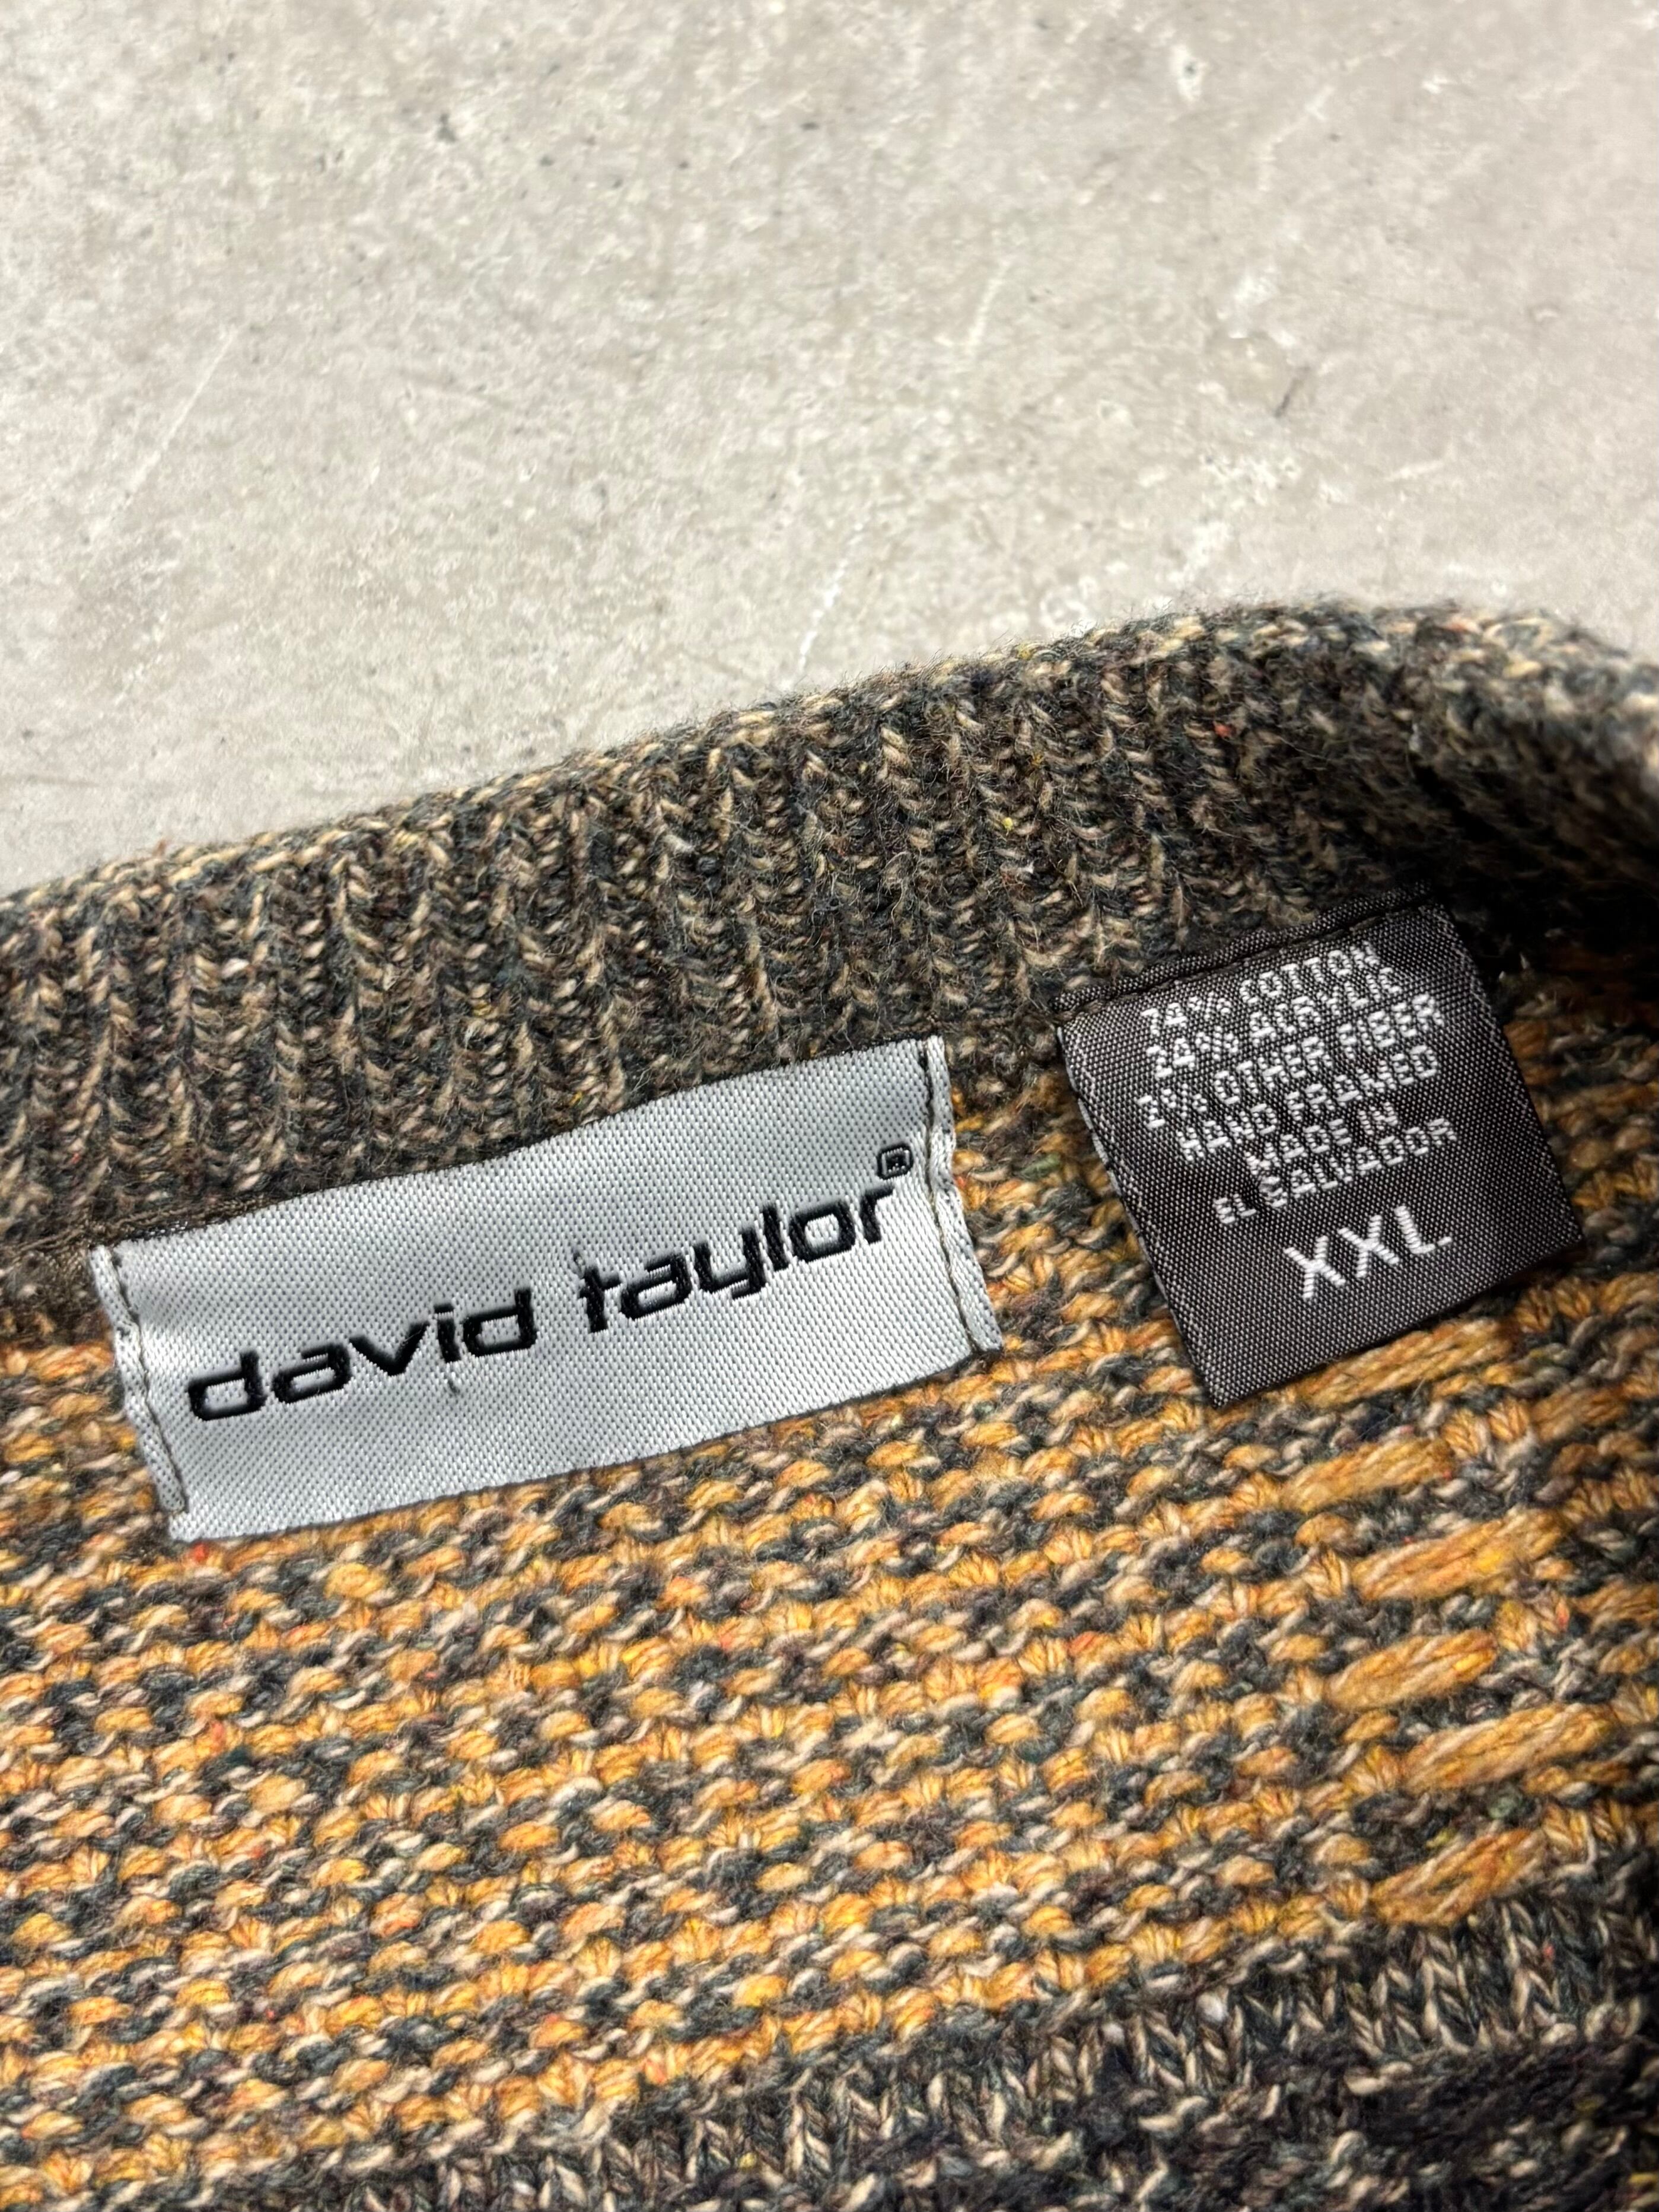 david taylor®
74% COTTON
24% ACRYLIC
2% OTHER FIBER
HAND FRAMED
MADE IN
EL SALVADOR
XXL